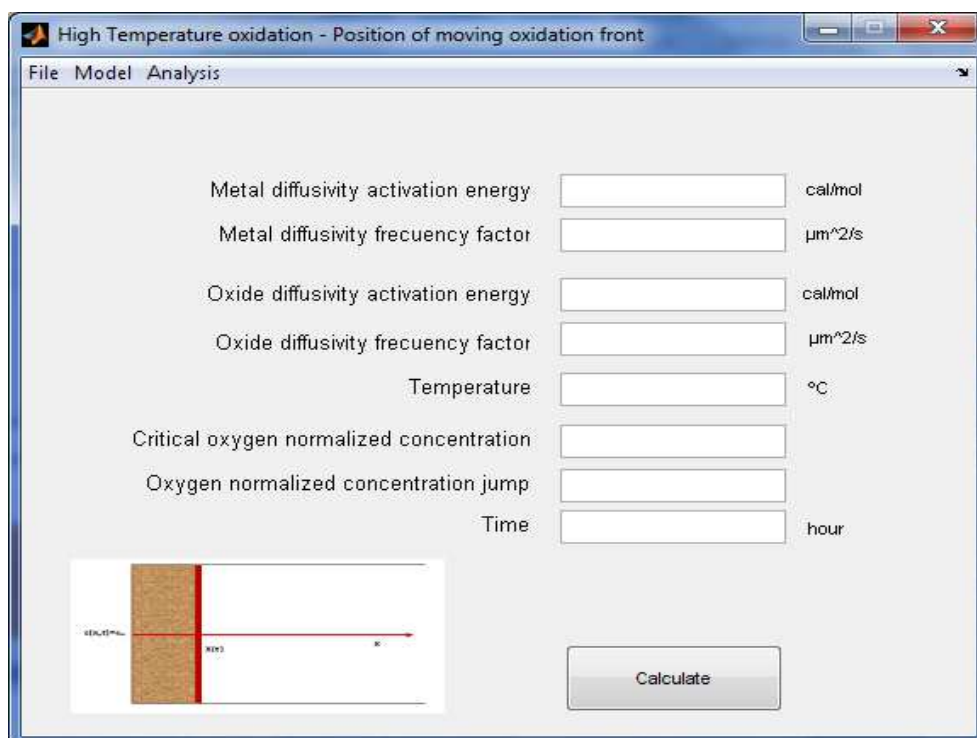 High Temperature oxidation - Position of moving oxidation front
File Model Analysis
Metal diffusivity activation energy cal/mol
Metal diffusivity frecuency factor µm^2/s
Oxide diffusivity activation energy cal/mol
Oxide diffusivity frecuency factor µm^2/s
Temperature ºC
Critical oxygen normalized concentration
Oxygen normalized concentration jump
Time hour
x
Calculate